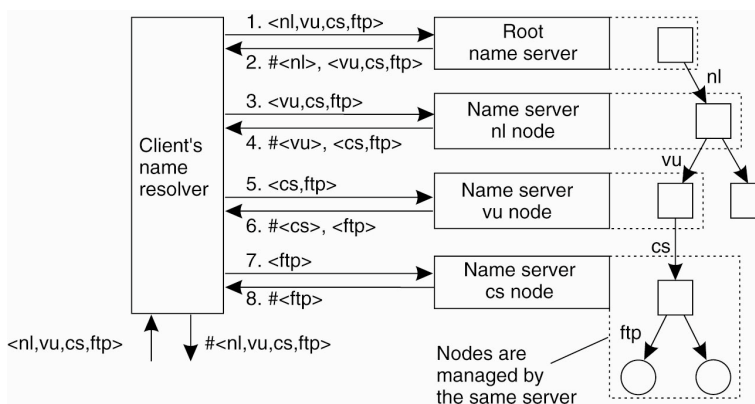 1. <nl,vu,cs,ftp>
2. #<nl>, <vu,cs,ftp>
Root
name server
nl
3. <vu,cs,ftp>
4. #<vu>, <cs,ftp>
Name server
nl node
Client's
name
resolver
vu
5. <cs,ftp>
6. #<cs>, <ftp>
Name server
vu node
cs
7. <ftp>
8. #<ftp>
Name server
cs node
ftp
<nl,vu,cs,ftp>
#<nl,vu,cs,ftp>
Nodes are
managed by
the same server